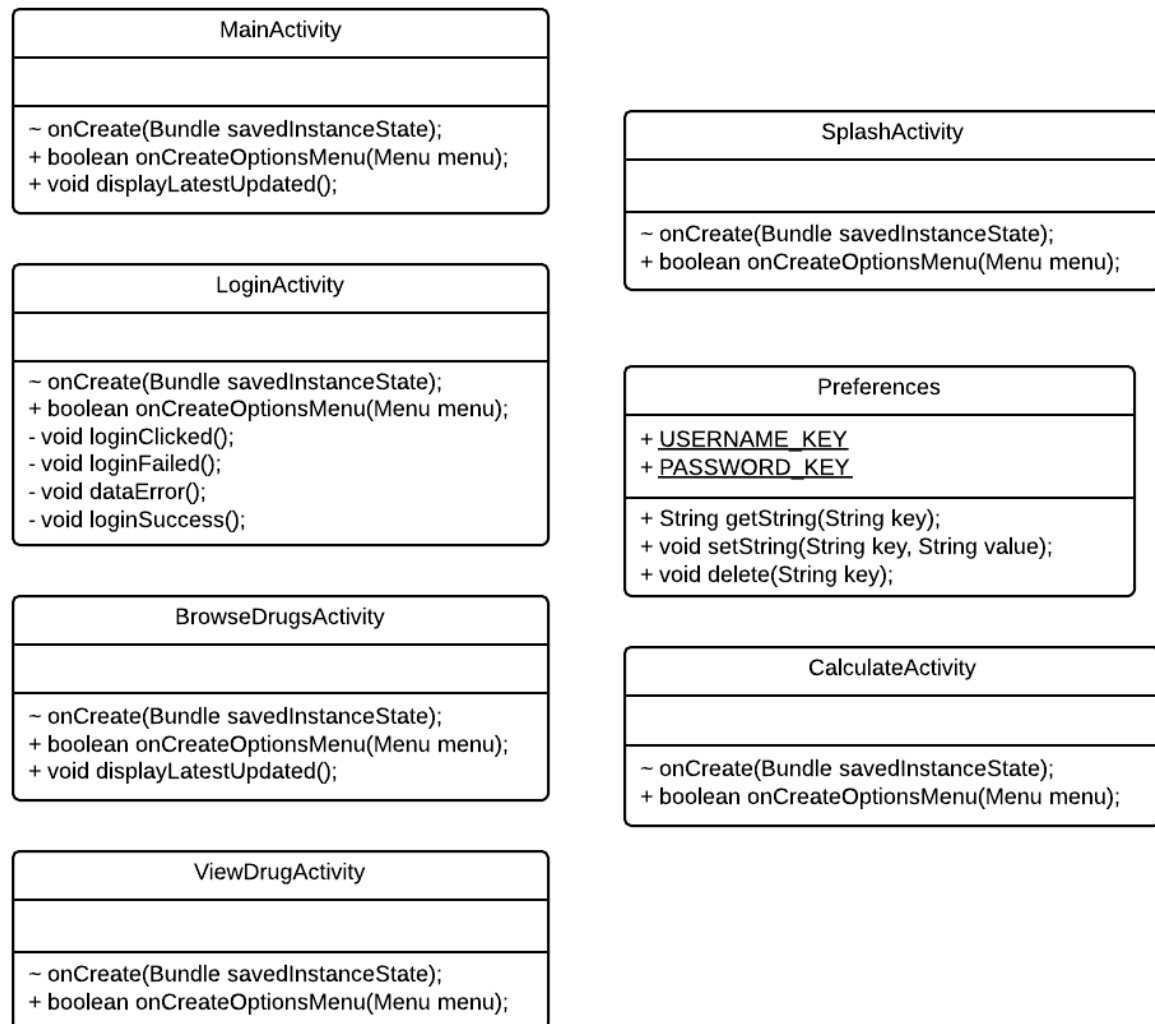 MainActivity
~ onCreate(Bundle savedInstanceState);
+ boolean onCreateOptionsMenu(Menu menu);
+ void displayLatestUpdated();
LoginActivity
~ onCreate(Bundle savedInstanceState);
+ boolean onCreateOptionsMenu(Menu menu);
- void loginClicked();
- void loginFailed();
- void dataError();
- void loginSuccess();
BrowseDrugsActivity
~ onCreate(Bundle savedInstanceState);
+ boolean onCreateOptionsMenu(Menu menu);
+ void displayLatestUpdated();
ViewDrugActivity
~ onCreate(Bundle savedInstanceState);
+ boolean onCreateOptionsMenu(Menu menu);
SplashActivity
~ onCreate(Bundle savedInstanceState);
+ boolean onCreateOptionsMenu(Menu menu);
Preferences
+ USERNAME_KEY
+ PASSWORD_KEY
+ String getString(String key);
+ void setString(String key, String value);
+ void delete(String key);
CalculateActivity
~ onCreate(Bundle savedInstanceState);
+ boolean onCreateOptionsMenu(Menu menu);